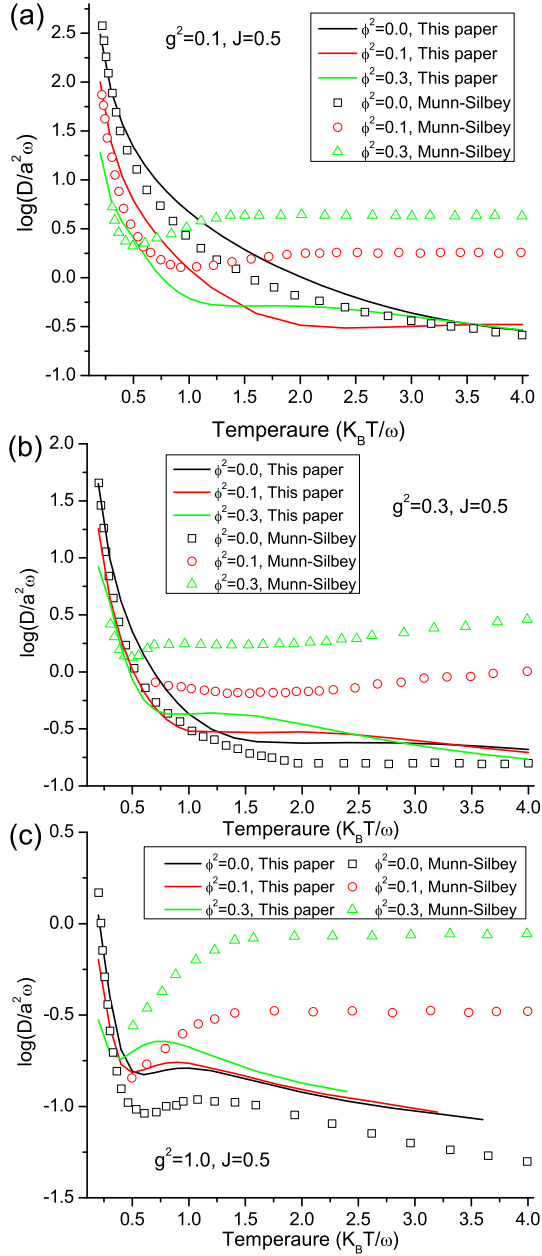 (a)
g²=0.1, J=0.5
ϕ²=0.0, This paper
ϕ²=0.1, This paper
ϕ²=0.3, This paper
ϕ²=0.0, Munn-Silbey
ϕ²=0.1, Munn-Silbey
ϕ²=0.3, Munn-Silbey
log(D/a²ω)
2.5
2.0
1.5
1.0
0.5
0.0
-0.5
-1.0
0.5 1.0 1.5 2.0 2.5 3.0 3.5 4.0
Temperaure (K_BT/ω)
(b)
ϕ²=0.0, This paper
ϕ²=0.1, This paper
ϕ²=0.3, This paper
ϕ²=0.0, Munn-Silbey
ϕ²=0.1, Munn-Silbey
ϕ²=0.3, Munn-Silbey
g²=0.3, J=0.5
log(D/a²ω)
2.0
1.5
1.0
0.5
0.0
-0.5
-1.0
0.5 1.0 1.5 2.0 2.5 3.0 3.5 4.0
Temperaure (K_BT/ω)
(c)
ϕ²=0.0, This paper ϕ²=0.0, Munn-Silbey
ϕ²=0.1, This paper ϕ²=0.1, Munn-Silbey
ϕ²=0.3, This paper ϕ²=0.3, Munn-Silbey
log(D/a²ω)
0.5
0.0
-0.5
-1.0
-1.5
g²=1.0, J=0.5
0.5 1.0 1.5 2.0 2.5 3.0 3.5 4.0
Temperaure (K_BT/ω)